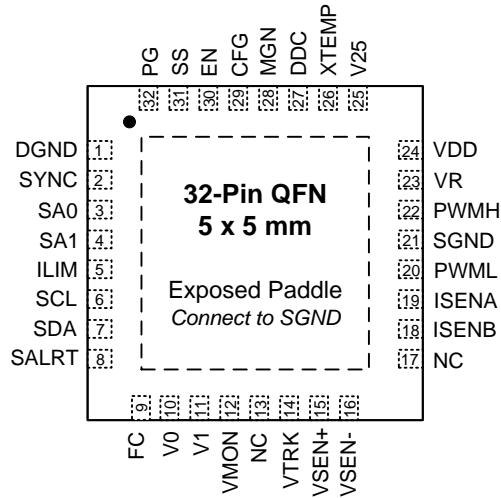 PG SS EN CFG MGN DDC XTEMP V25
32 31 30 29 28 27 26 25
DGND 1
SYNC 2
SA0 3
SA1 4
ILIM 5
SCL 6
SDA 7
SALRT 8
32-Pin QFN
5 x 5 mm
Exposed Paddle
Connect to SGND
24 VDD
23 VR
22 PWMH
21 SGND
20 PWML
19 ISENA
18 ISENB
17 NC
9 10 11 12 13 14 15 16
FC V0 V1 VMON NC VTRK VSEN+ VSEN-